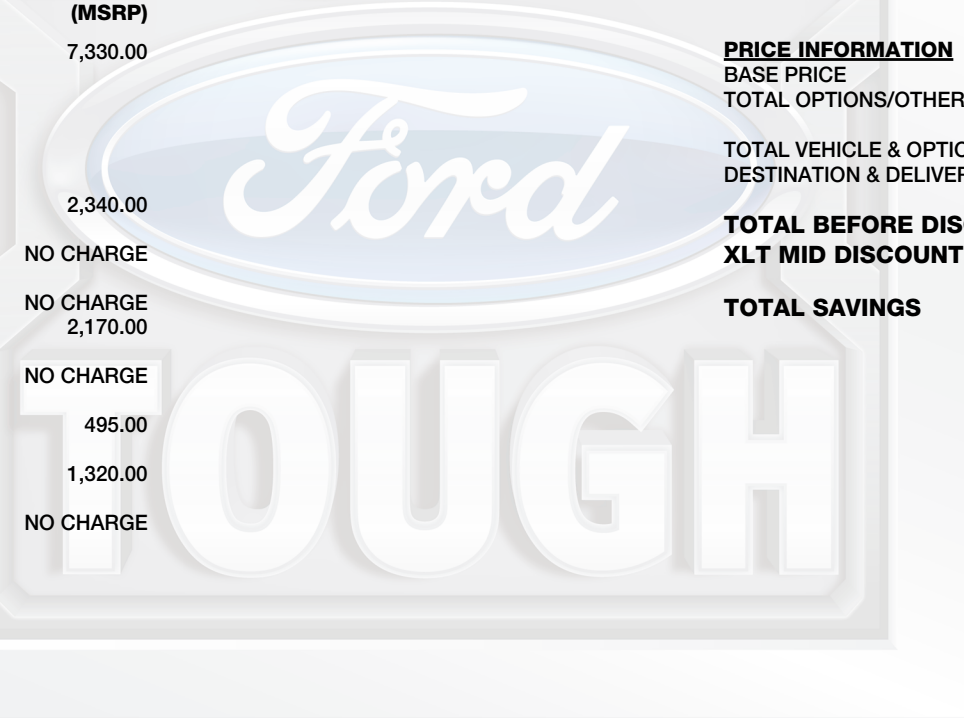 (MSRP)
7,330.00
2,340.00
NO CHARGE
NO CHARGE
2,170.00
NO CHARGE
495.00
1,320.00
NO CHARGE
PRICE INFORMATION
BASE PRICE
TOTAL OPTIONS/OTHER
TOTAL VEHICLE & OPTIO
DESTINATION & DELIVER
TOTAL BEFORE DIS
XLT MID DISCOUNT
TOTAL SAVINGS
Ford
TOUGH